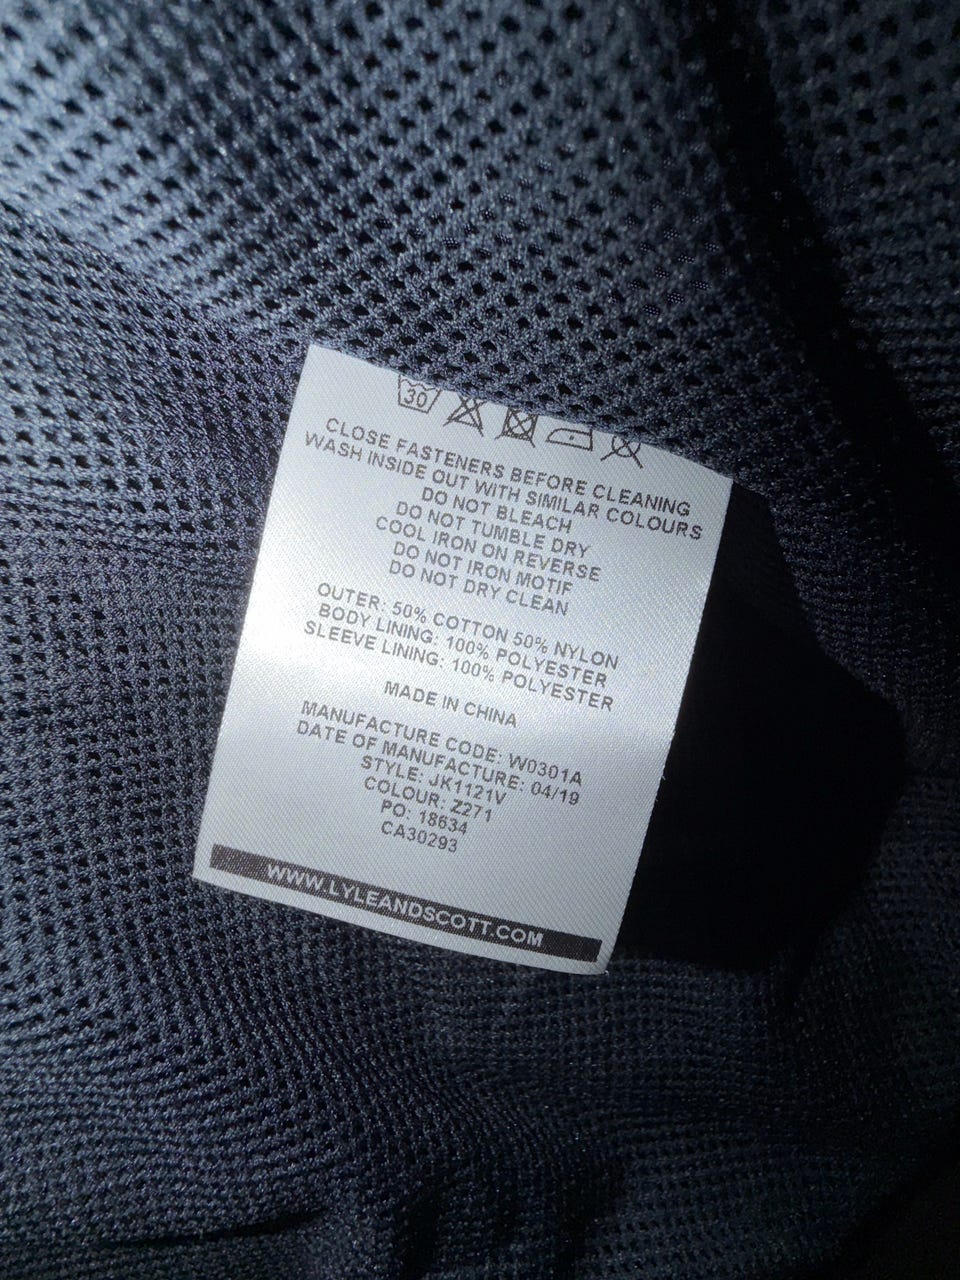 30
CLOSE FASTENERS BEFORE CLEANING
WASH INSIDE OUT WITH SIMILAR COLOURS
DO NOT BLEACH
DO NOT TUMBLE DRY
COOL IRON ON REVERSE
DO NOT IRON MOTIF
DO NOT DRY CLEAN
OUTER: 50% COTTON 50% NYLON
BODY LINING: 100% POLYESTER
SLEEVE LINING: 100% POLYESTER
MADE IN CHINA
MANUFACTURE CODE: W0301A
DATE OF MANUFACTURE: 04/19
STYLE: JK1121V
COLOUR: Z271
PO: 18634
CA30293
WWW.LYLEANDSCOTT.COM